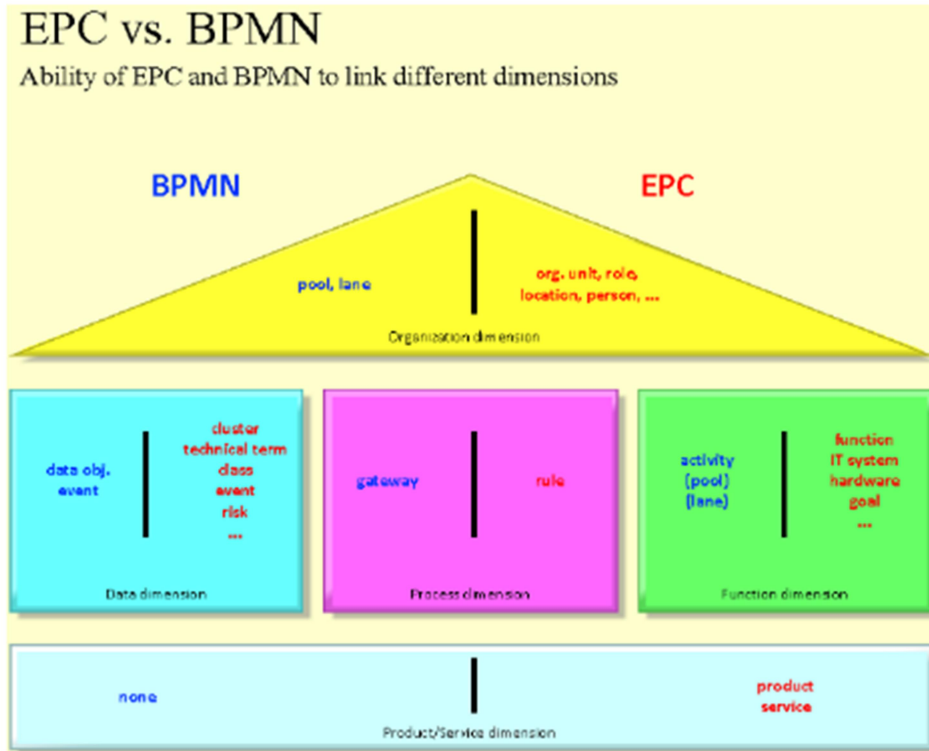 EPC vs. BPMN
Ability of EPC and BPMN to link different dimensions
BPMN
EPC
pool, lane
org. unit, role,
location, person, ...
Organization dimension
data obj.
event
cluster
technical term
class
event
risk
...
Data dimension
gateway
rule
Process dimension
activity
(pool)
(lane)
function
IT system
hardware
goal
...
Function dimension
none
product
service
Product/Service dimension